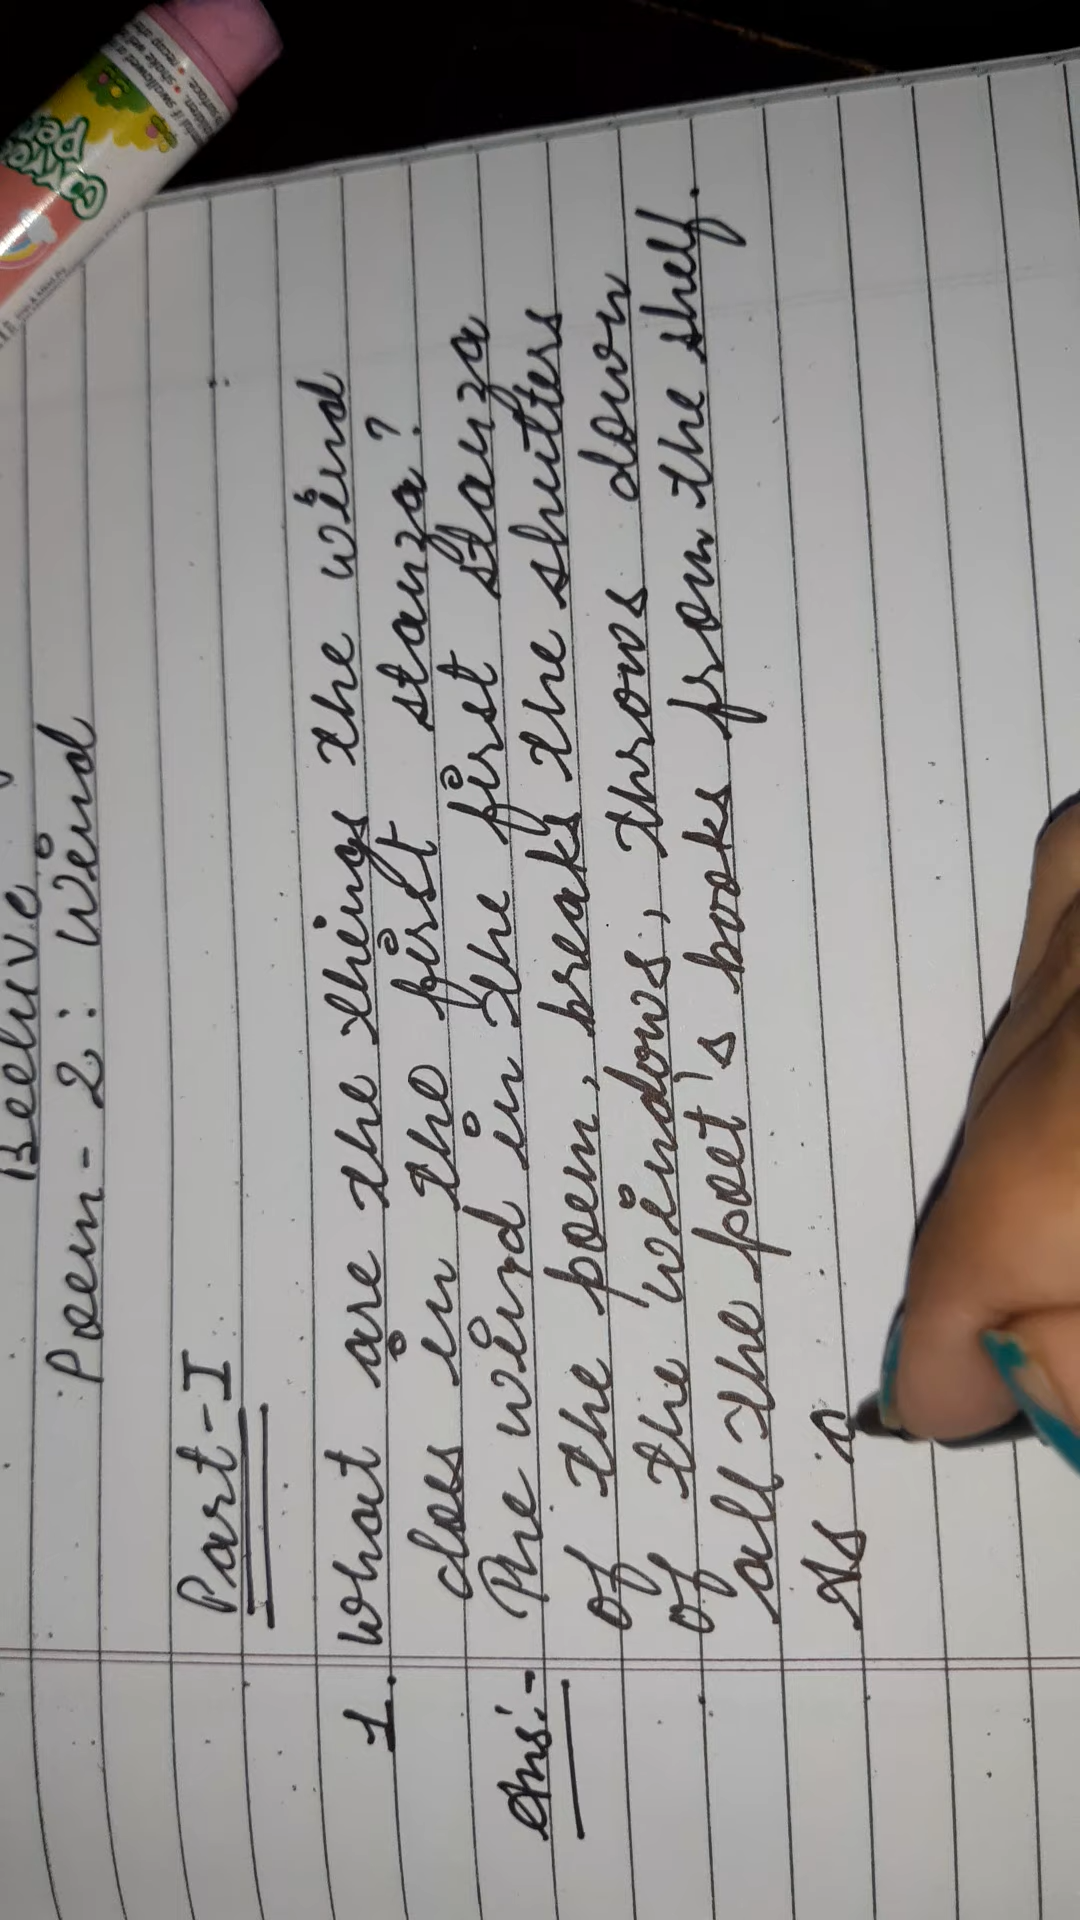 Beehive
Poem - 2 : Wind
Part - I
1. What are the things the wind
does in the first stanza?
Ans:- The wind in the first stanza
of the poem, breaks the shutters
of the windows, throws down
all the poet's books from the shelf.